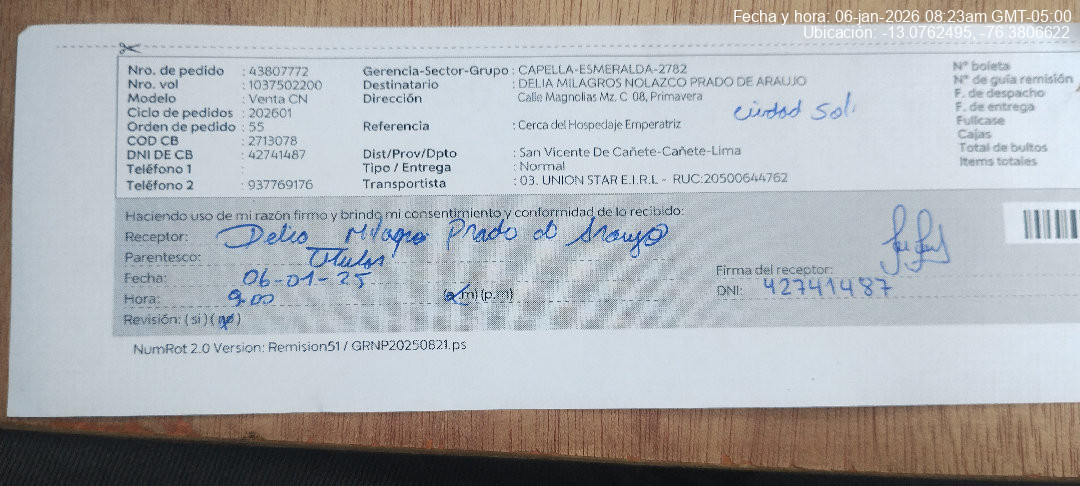 Fecha y hora: 06-jan-2026 08:23am GMT-05:00
Ubicación: -13.0762495, -76.3806622
Nro. de pedido : 43807772 Gerencia-Sector-Grupo : CAPELLA-ESMERALDA-2782 N° boleta
Nro. vol : 1037502200 Destinatario : DELIA MILAGROS NOLAZCO PRADO DE ARAUJO N° de guía remisión
Modelo : Venta CN Dirección Calle Magnolias Mz. C 08, Primavera F. de despacho
ciudad Sol. F. de entrega
Ciclo de pedidos : 202601 Fullcase
Orden de pedido : 55 Referencia : Cerca del Hospedaje Emperatriz Cajas
COD CB : 2713078 Total de bultos
DNI DE CB : 42741487 Dist/Prov/Dpto : San Vicente De Cañete-Cañete-Lima Items totales
Teléfono 1 : Tipo / Entrega : Normal
Teléfono 2 : 937769176 Transportista : 03. UNION STAR E.I.R.L - RUC:20500644762
Haciendo uso de mi razón firmo y brindo mi consentimiento y conformidad de lo recibido:
Receptor: Delia Milagro Prado de Araujo
Parentesco: Titular
Fecha: 06-01-25 Firma del receptor:
Hora: 9:00 (a.m) (p.m) DNI: 42741487
Revisión: (si) (no)
NumRot 2.0 Version: Remision51 / GRNP20250821.ps